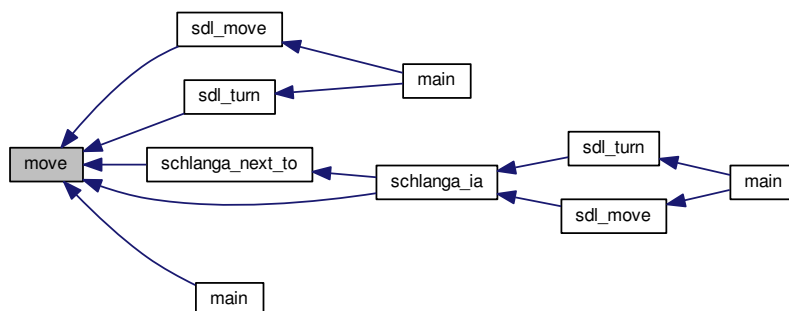 sdl_move
main
sdl_turn
move
schlanga_next_to
schlanga_ia
sdl_turn
main
sdl_move
main